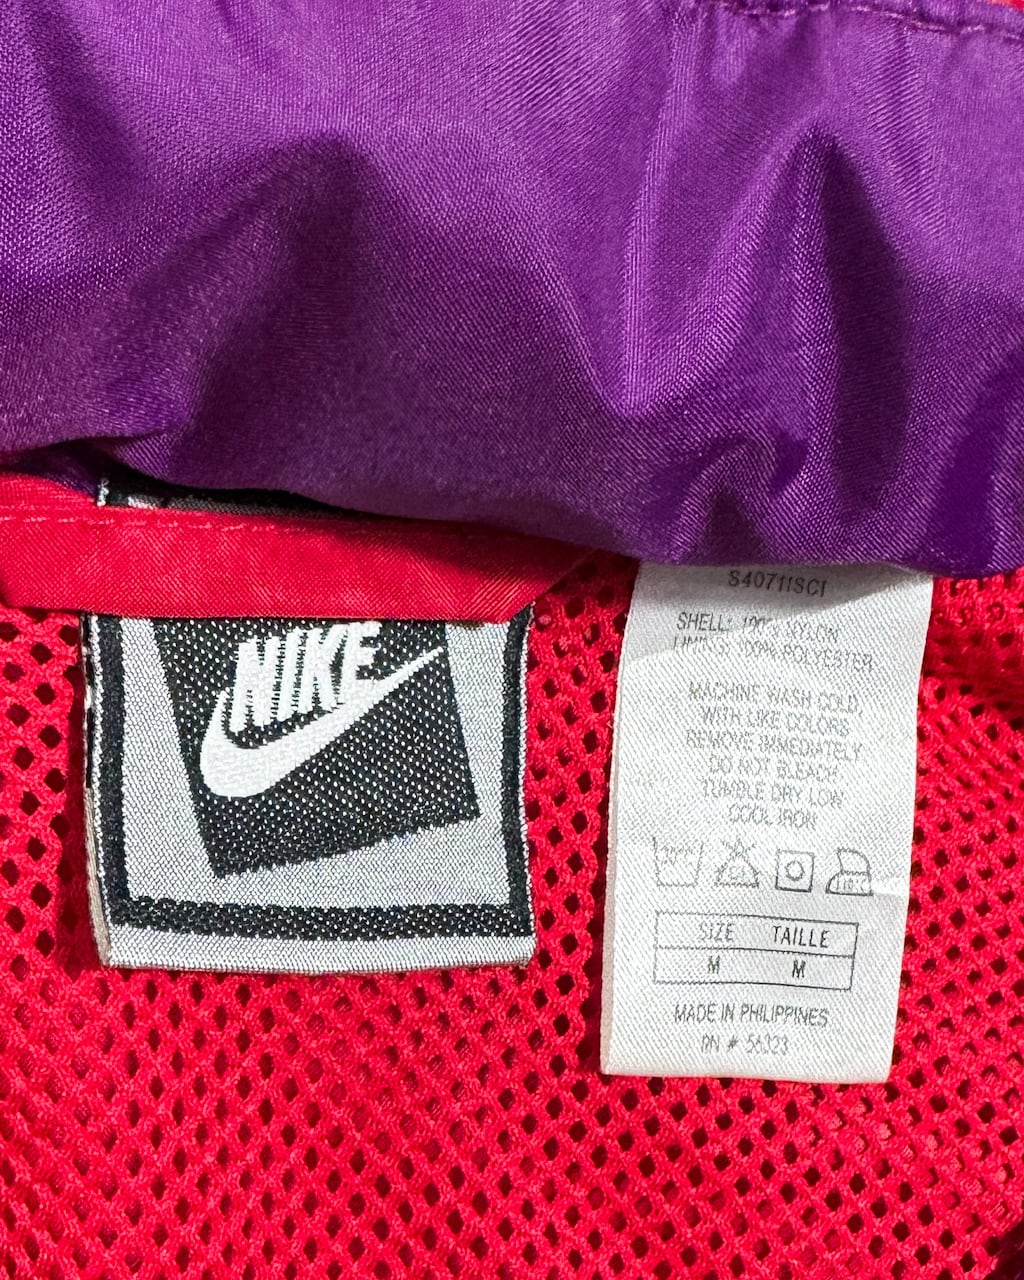 NIKE
S40711SC1
SHELL: 100% NYLON
LINING: 100% POLYESTER
MACHINE WASH COLD,
WITH LIKE COLORS
REMOVE IMMEDIATELY
DO NOT BLEACH
TUMBLE DRY LOW
COOL IRON
SIZE TAILLE
M M
MADE IN PHILIPPINES
RN # 56323